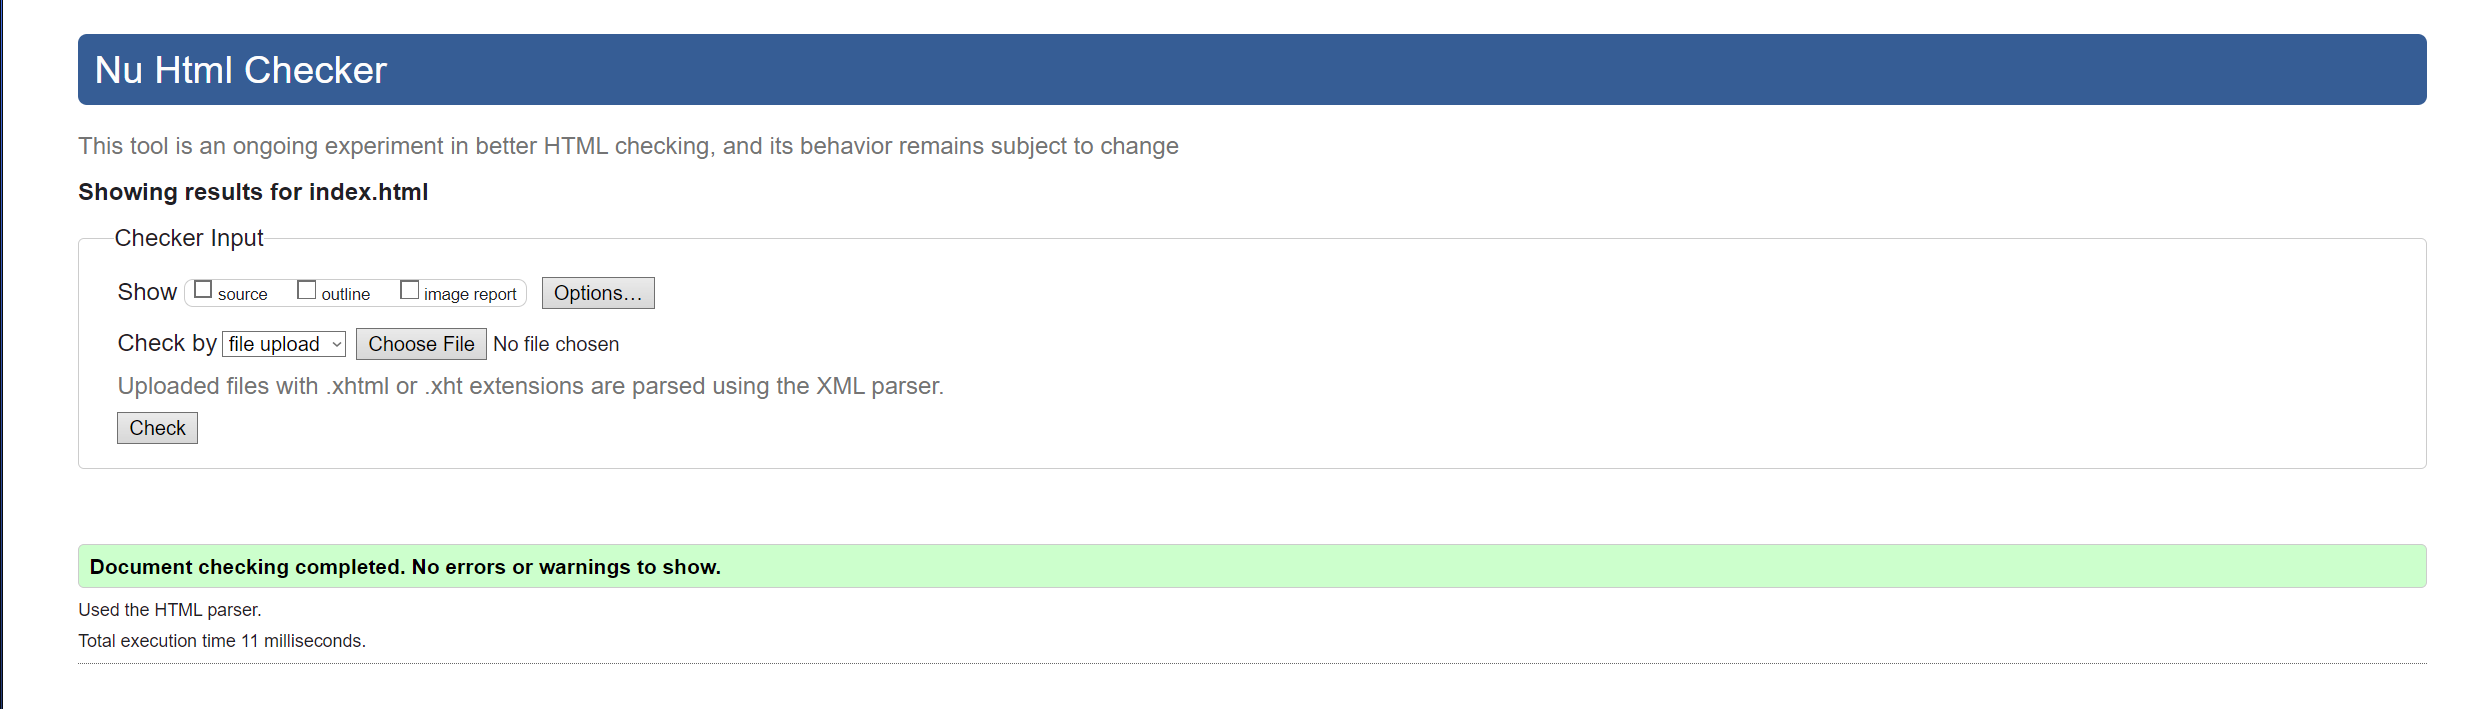 Nu Html Checker
This tool is an ongoing experiment in better HTML checking, and its behavior remains subject to change
Showing results for index.html
Checker Input
Show source outline image report Options…
Check by file upload Choose File No file chosen
Uploaded files with .xhtml or .xht extensions are parsed using the XML parser.
Check
Document checking completed. No errors or warnings to show.
Used the HTML parser.
Total execution time 11 milliseconds.